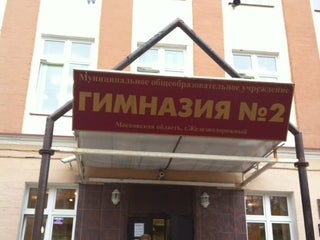 Муниципальное общеобразовательное учреждение
ГИМНАЗИЯ №2
Московская область, г.Железнодорожный